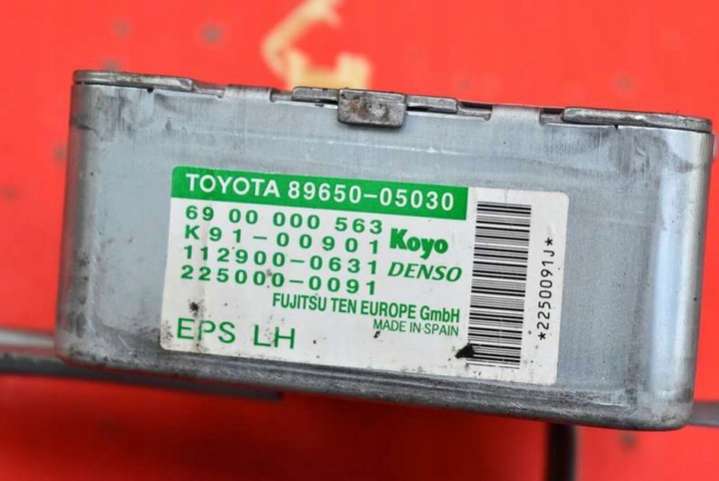 TOYOTA 89650-05030
69 00 000 563
K91-00901 Koyo
112900-0631 DENSO
225000-0091
FUJITSU TEN EUROPE GmbH
MADE IN SPAIN
EPS LH
*2250091J*